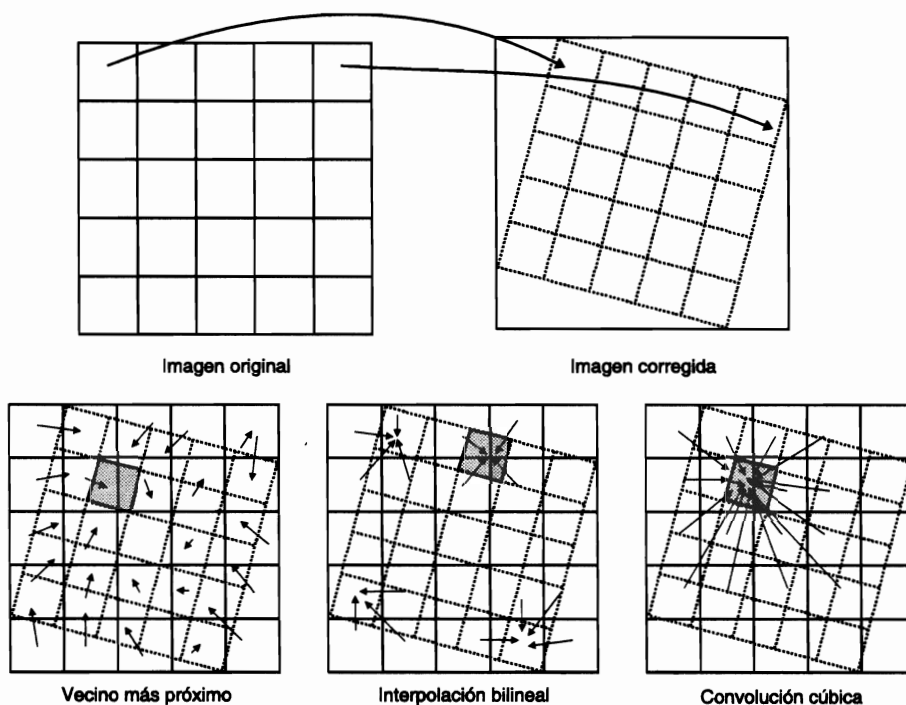 Imagen original
Imagen corregida
Vecino más próximo
Interpolación bilineal
Convolución cúbica